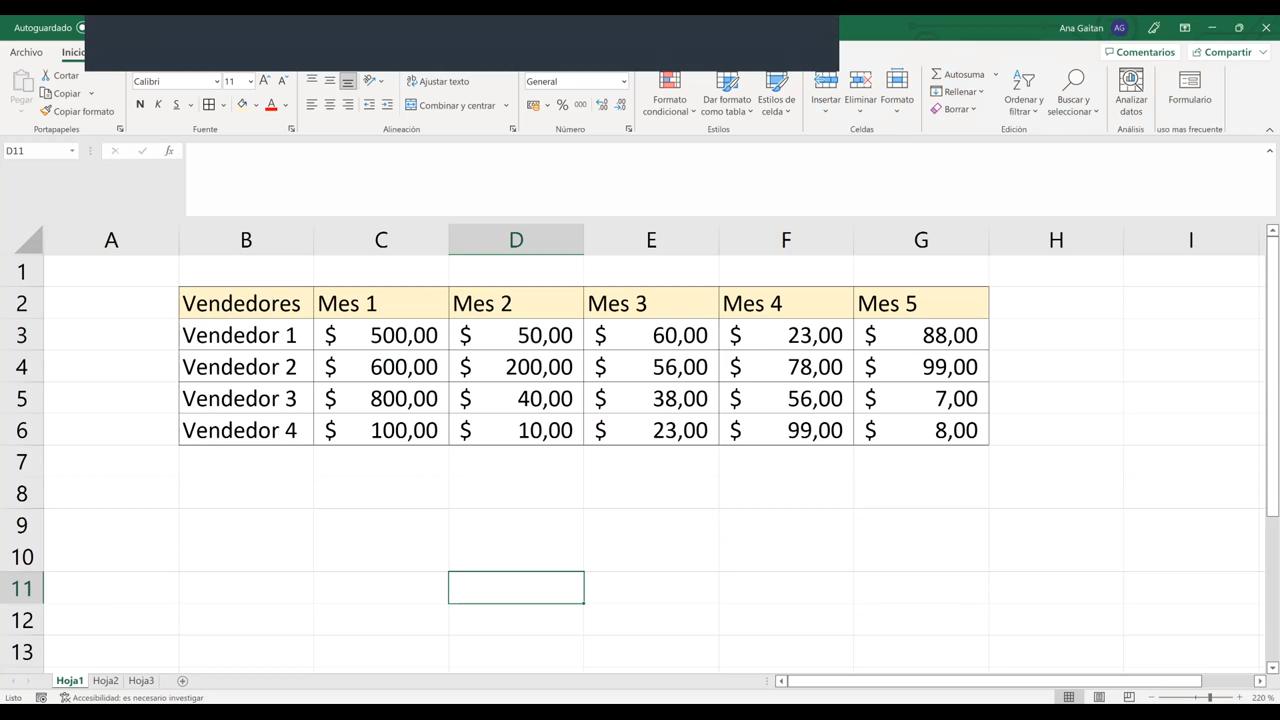 Autoguardado
Ana Gaitan AG
Archivo Inicio Comentarios Compartir
Pegar
Cortar
Copiar
Copiar formato
Portapapeles
Calibri 11
N K S
Fuente
Ajustar texto
Combinar y centrar
Alineación
General
% 000
Número
Formato condicional
Dar formato como tabla
Estilos de celda
Estilos
Insertar
Eliminar
Formato
Celdas
Autosuma
Rellenar
Borrar
Ordenar y filtrar
Buscar y seleccionar
Edición
Analizar datos
Análisis
Formulario
uso mas frecuente
D11 fx
A B C D E F G H I
1
2 Vendedores Mes 1 Mes 2 Mes 3 Mes 4 Mes 5
3 Vendedor 1 $ 500,00 $ 50,00 $ 60,00 $ 23,00 $ 88,00
4 Vendedor 2 $ 600,00 $ 200,00 $ 56,00 $ 78,00 $ 99,00
5 Vendedor 3 $ 800,00 $ 40,00 $ 38,00 $ 56,00 $ 7,00
6 Vendedor 4 $ 100,00 $ 10,00 $ 23,00 $ 99,00 $ 8,00
7
8
9
10
11
12
13
Hoja1 Hoja2 Hoja3
Listo Accesibilidad: es necesario investigar 220 %